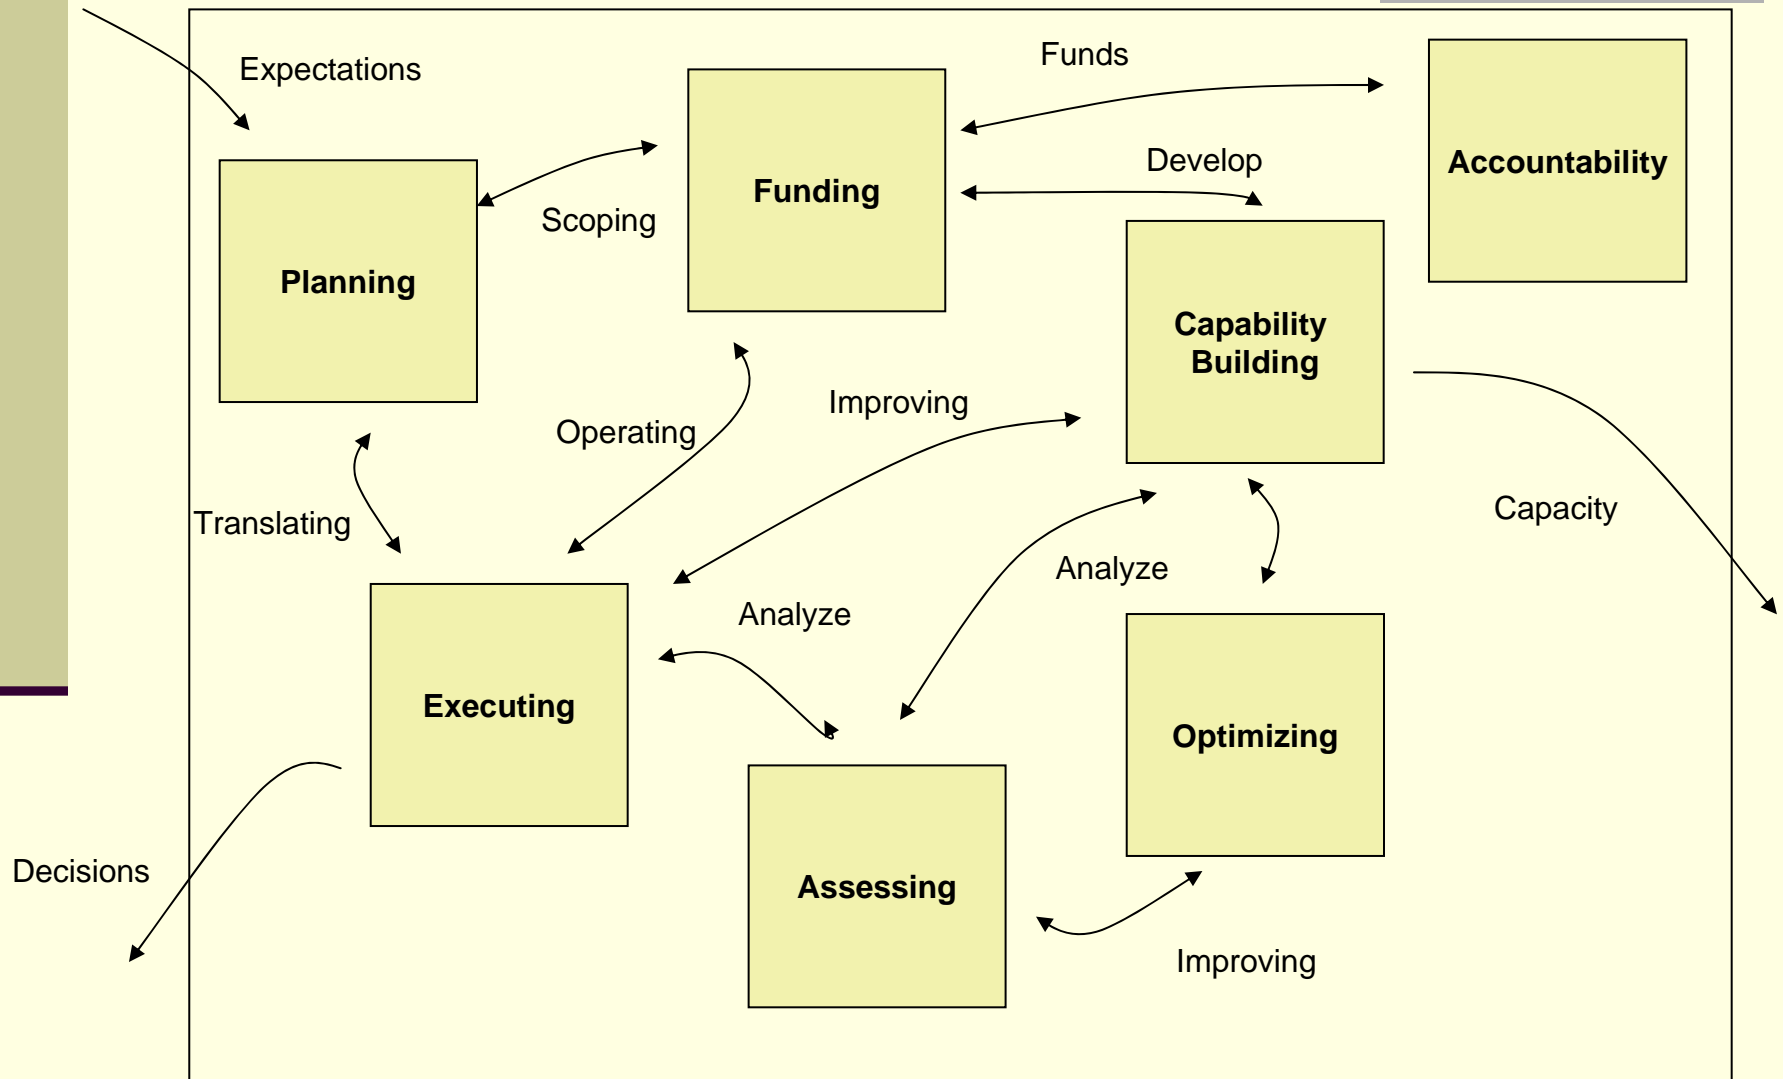 Funds
Expectations
Develop
Accountability
Funding
Scoping
Planning
Capability
Building
Improving
Operating
Capacity
Translating
Analyze
Analyze
Executing
Optimizing
Decisions
Assessing
Improving